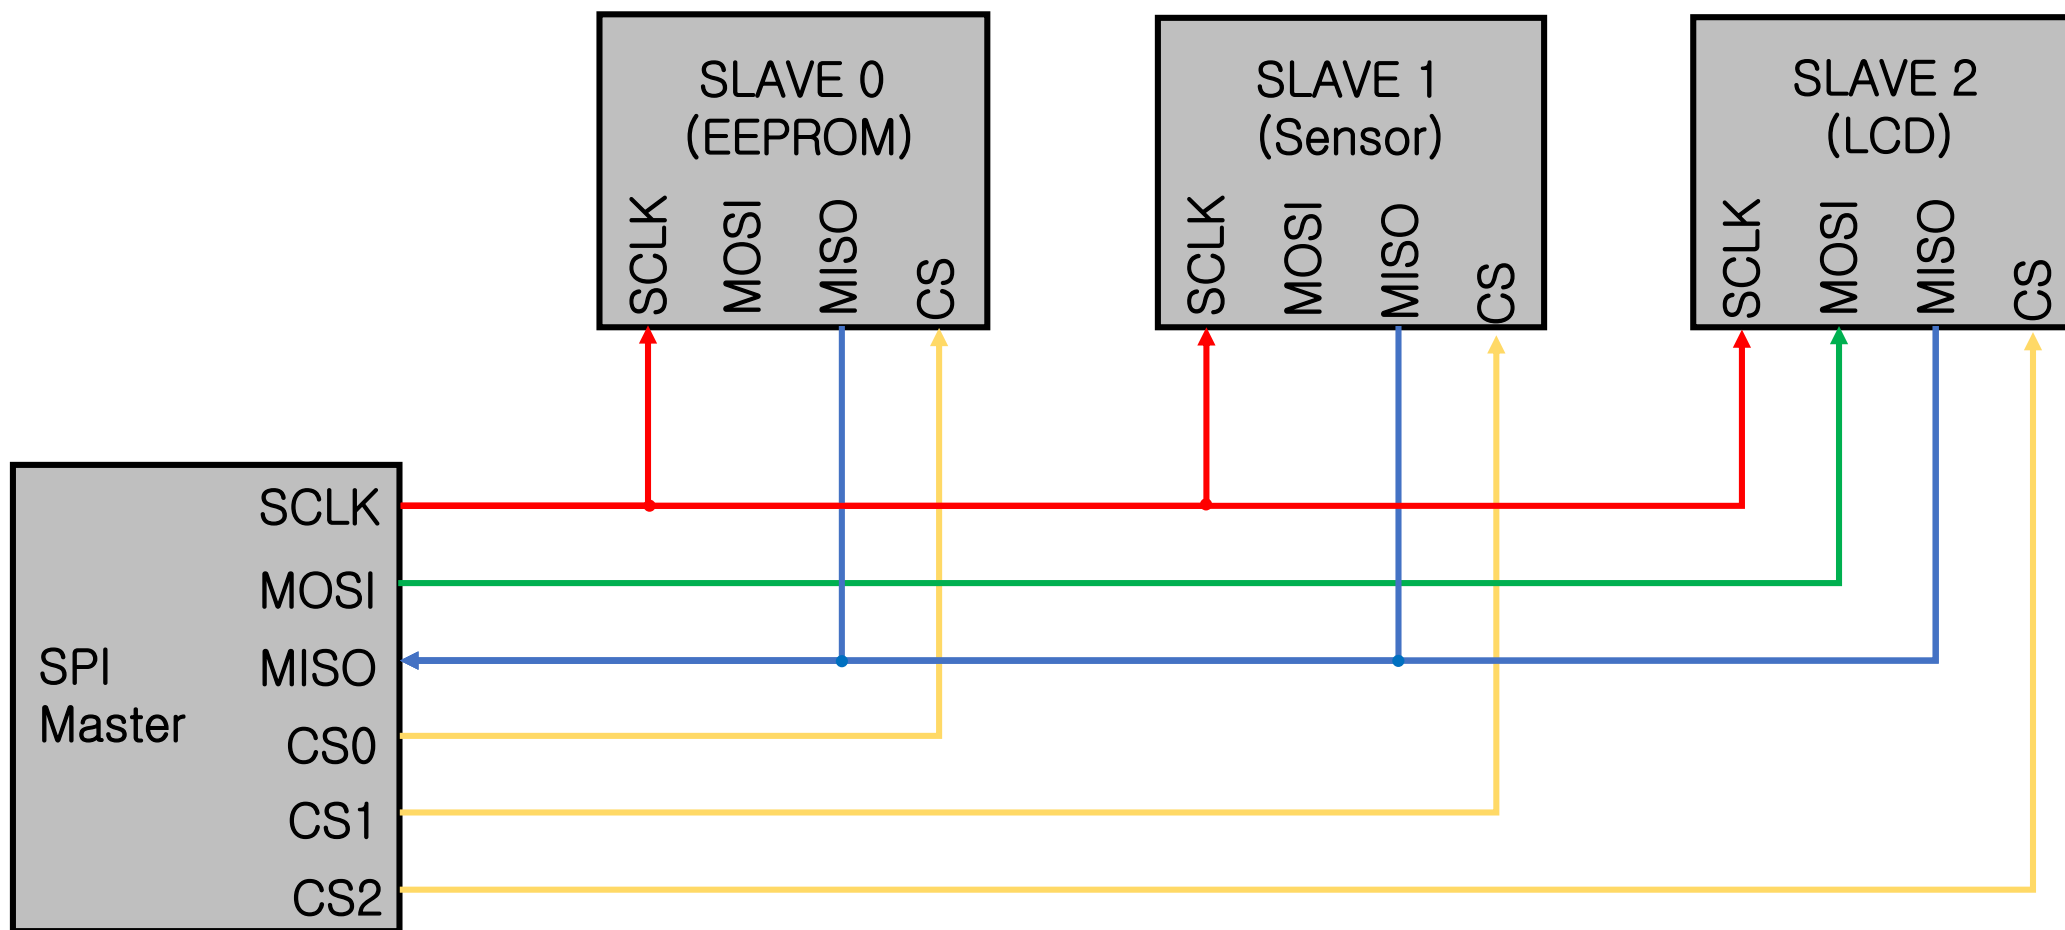 SLAVE 0
(EEPROM)
SCLK
MOSI
MISO
CS
SLAVE 1
(Sensor)
SCLK
MOSI
MISO
CS
SLAVE 2
(LCD)
SCLK
MOSI
MISO
CS
SPI
Master
SCLK
MOSI
MISO
CS0
CS1
CS2